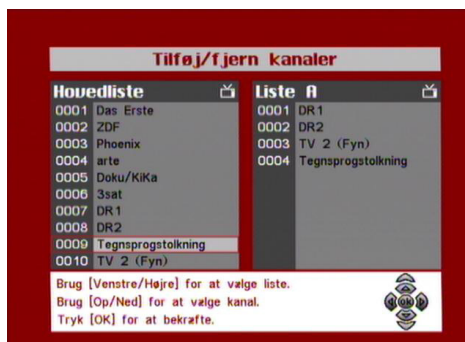 Tilføj/fjern kanaler
Hovedliste
0001 Das Erste
0002 ZDF
0003 Phoenix
0004 arte
0005 Doku/KiKa
0006 3sat
0007 DR1
0008 DR2
0009 Tegnsprogstolkning
0010 TV 2 (Fyn)
Liste A
0001 DR1
0002 DR2
0003 TV 2 (Fyn)
0004 Tegnsprogstolkning
Brug [Venstre/Højre] for at vælge liste.
Brug [Op/Ned] for at vælge kanal.
Tryk [OK] for at bekræfte.
OK